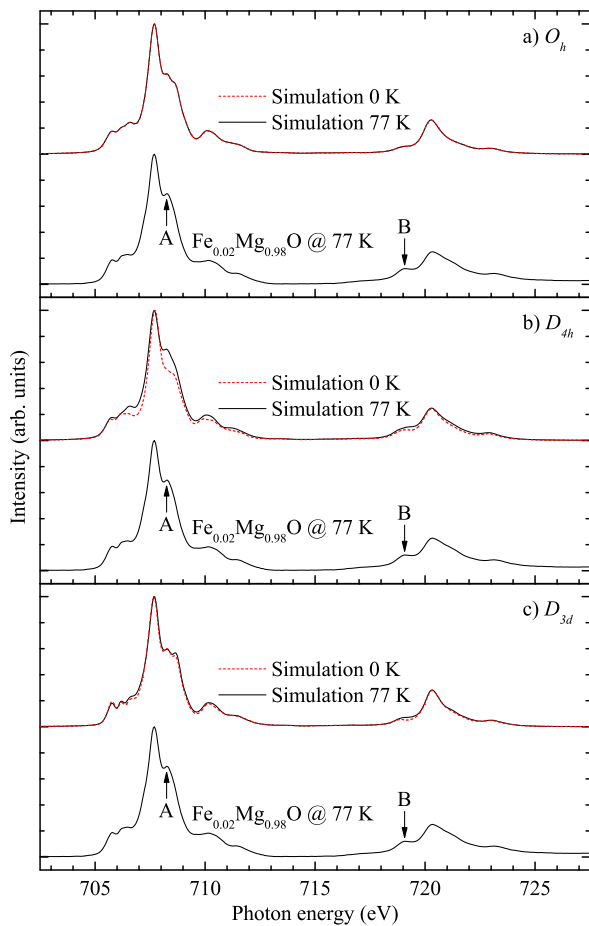 a) Oₕ
Simulation 0 K
Simulation 77 K
A
Fe₀.₀₂Mg₀.₉₈O @ 77 K
B
b) D₄ₕ
Simulation 0 K
Simulation 77 K
A
Fe₀.₀₂Mg₀.₉₈O @ 77 K
B
Intensity (arb. units)
c) D₃d
Simulation 0 K
Simulation 77 K
A
Fe₀.₀₂Mg₀.₉₈O @ 77 K
B
705 710 715 720 725
Photon energy (eV)